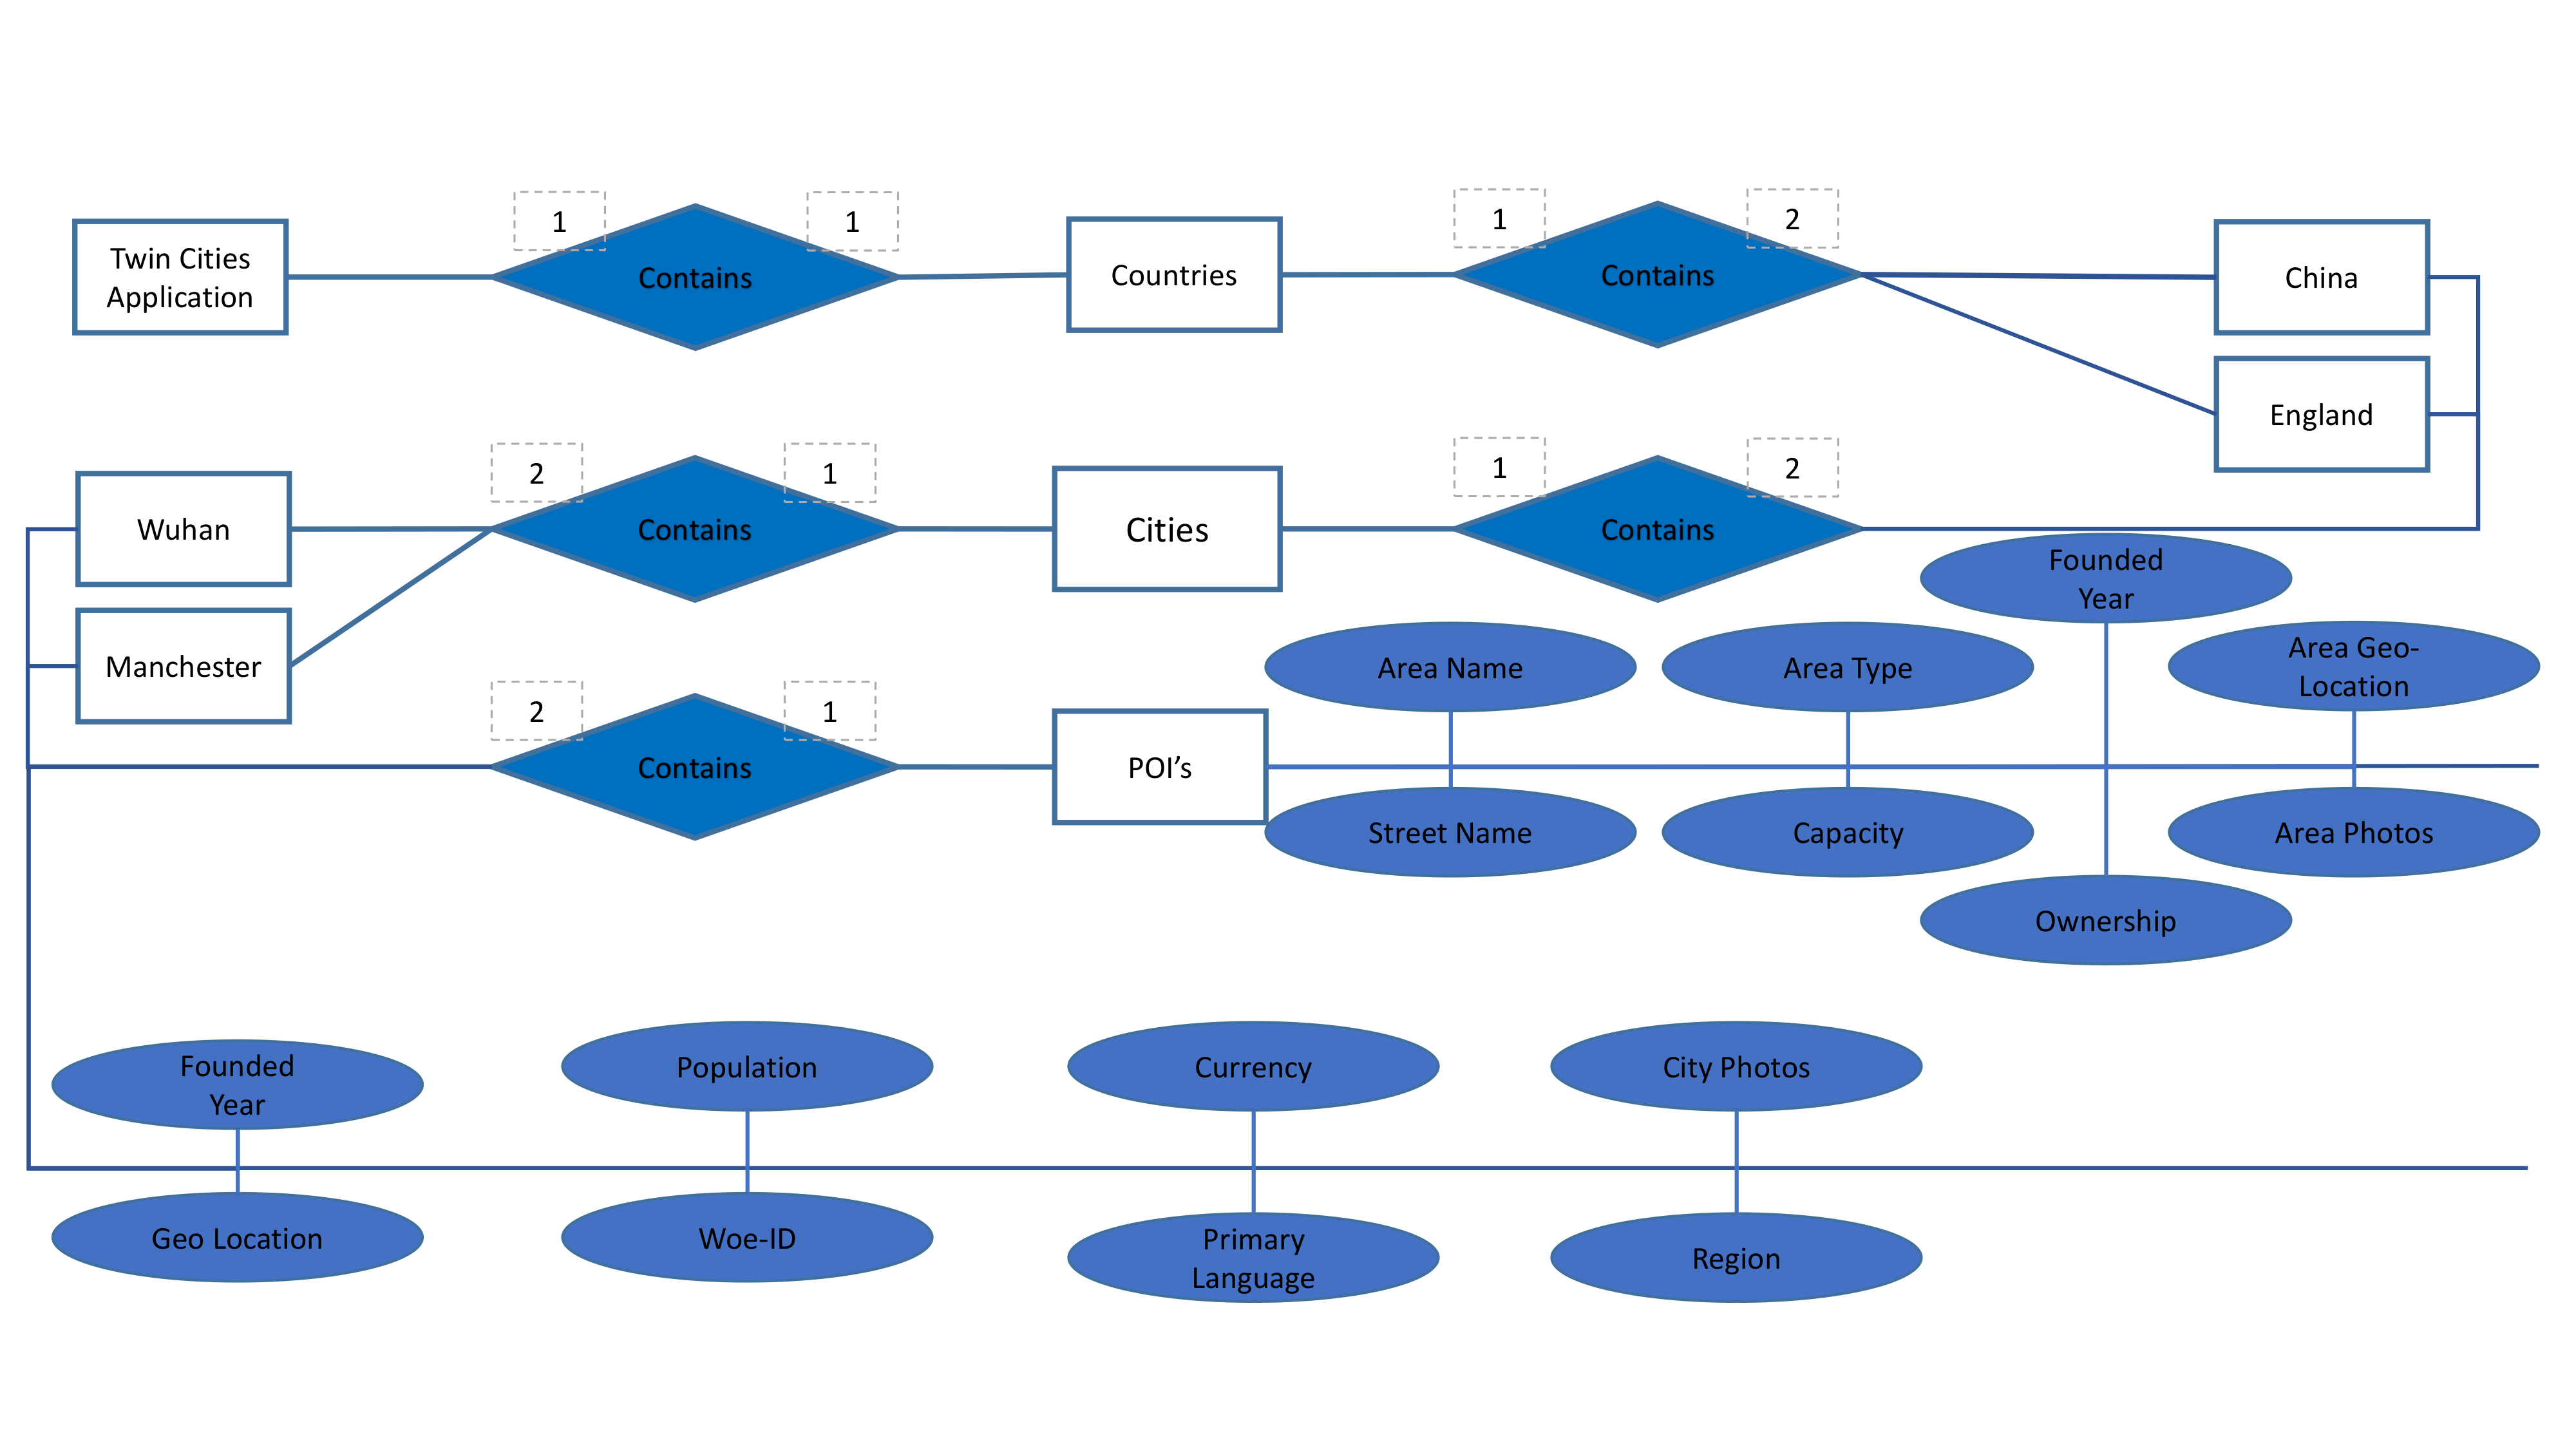 1
1
1
2
Twin Cities
Application
Contains
Countries
Contains
China
England
2
1
1
2
Wuhan
Contains
Cities
Contains
Founded
Year
Manchester
Area Name
Area Type
Area Geo-
Location
2
1
Contains
POI’s
Street Name
Capacity
Area Photos
Ownership
Founded
Year
Population
Currency
City Photos
Geo Location
Woe-ID
Primary
Language
Region